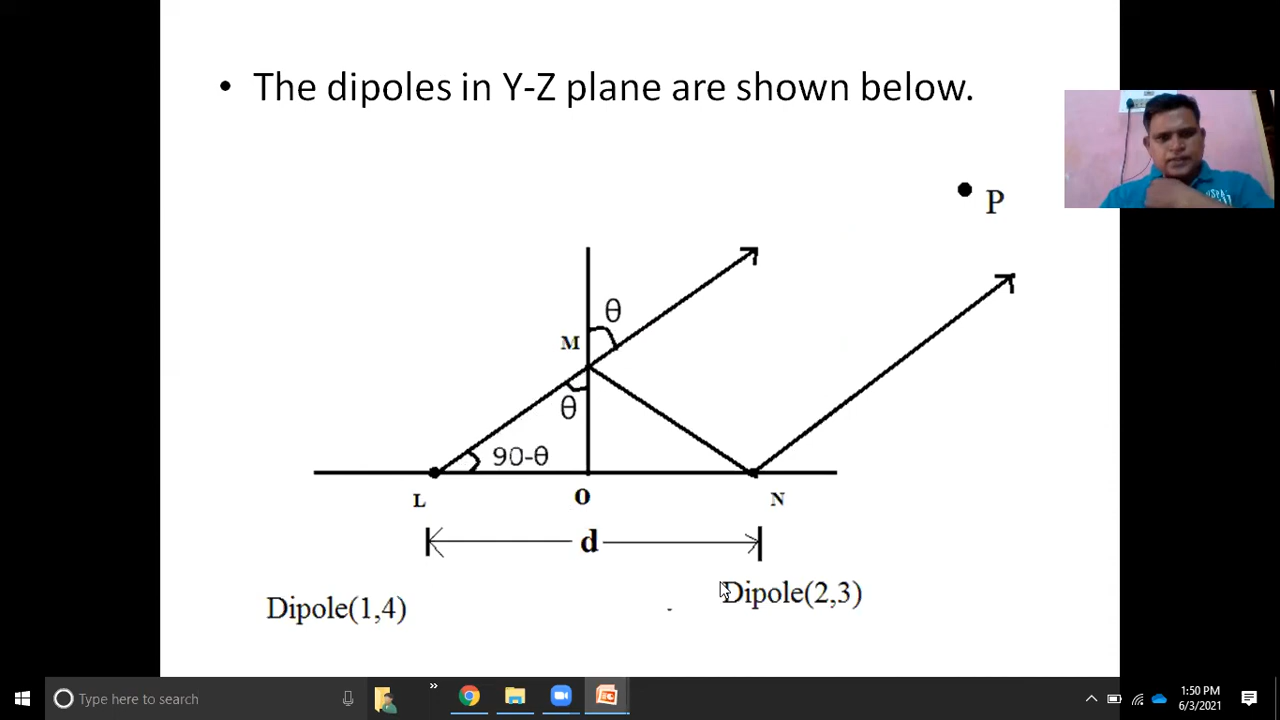 • The dipoles in Y-Z plane are shown below.
P
θ
M
θ
90-θ
L
O
N
d
Dipole(1,4)
Dipole(2,3)
Type here to search
1:50 PM
6/3/2021